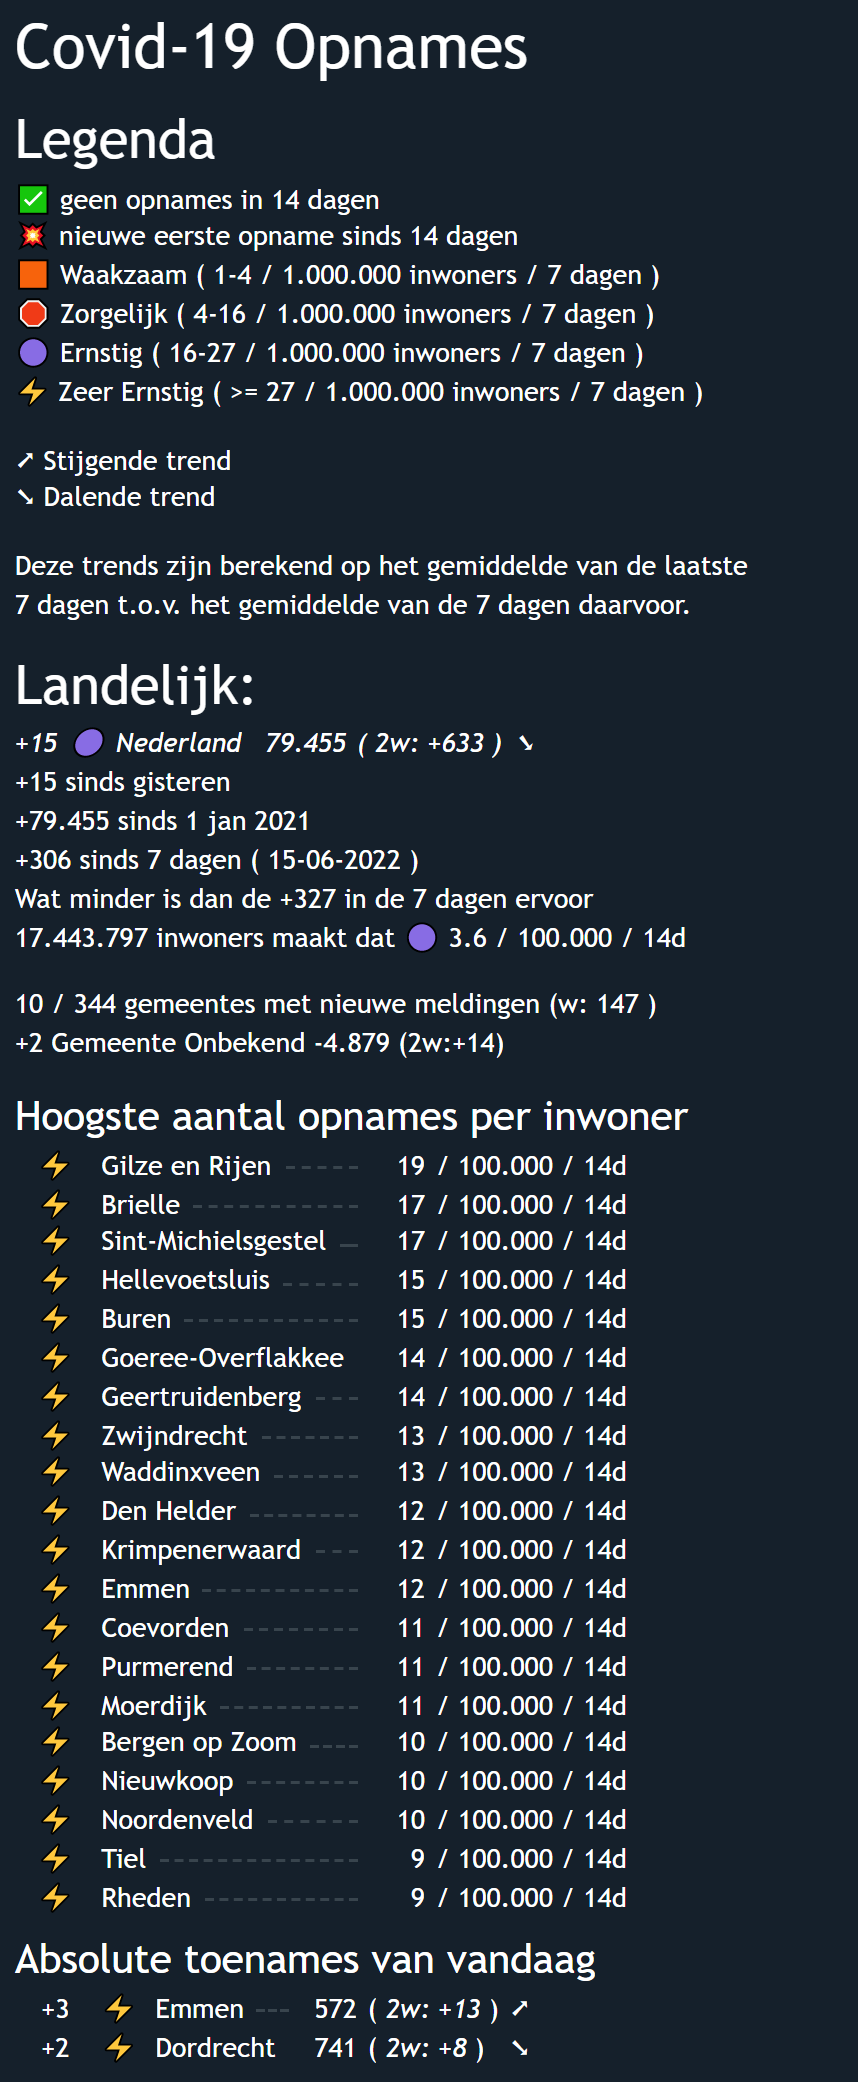 Covid-19 Opnames
Legenda
✅ geen opnames in 14 dagen
💥 nieuwe eerste opname sinds 14 dagen
🟧 Waakzaam ( 1-4 / 1.000.000 inwoners / 7 dagen )
🛑 Zorgelijk ( 4-16 / 1.000.000 inwoners / 7 dagen )
🟣 Ernstig ( 16-27 / 1.000.000 inwoners / 7 dagen )
⚡ Zeer Ernstig ( >= 27 / 1.000.000 inwoners / 7 dagen )
➚ Stijgende trend
➘ Dalende trend
Deze trends zijn berekend op het gemiddelde van de laatste
7 dagen t.o.v. het gemiddelde van de 7 dagen daarvoor.
Landelijk:
+15 🟣 Nederland 79.455 ( 2w: +633 ) ➘
+15 sinds gisteren
+79.455 sinds 1 jan 2021
+306 sinds 7 dagen ( 15-06-2022 )
Wat minder is dan de +327 in de 7 dagen ervoor
17.443.797 inwoners maakt dat 🟣 3.6 / 100.000 / 14d
10 / 344 gemeentes met nieuwe meldingen (w: 147 )
+2 Gemeente Onbekend -4.879 (2w:+14)
Hoogste aantal opnames per inwoner
⚡ Gilze en Rijen ----- 19 / 100.000 / 14d
⚡ Brielle ----------- 17 / 100.000 / 14d
⚡ Sint-Michielsgestel — 17 / 100.000 / 14d
⚡ Hellevoetsluis ----- 15 / 100.000 / 14d
⚡ Buren ------------ 15 / 100.000 / 14d
⚡ Goeree-Overflakkee 14 / 100.000 / 14d
⚡ Geertruidenberg --- 14 / 100.000 / 14d
⚡ Zwijndrecht ------- 13 / 100.000 / 14d
⚡ Waddinxveen ------ 13 / 100.000 / 14d
⚡ Den Helder -------- 12 / 100.000 / 14d
⚡ Krimpenerwaard --- 12 / 100.000 / 14d
⚡ Emmen ----------- 12 / 100.000 / 14d
⚡ Coevorden -------- 11 / 100.000 / 14d
⚡ Purmerend -------- 11 / 100.000 / 14d
⚡ Moerdijk ---------- 11 / 100.000 / 14d
⚡ Bergen op Zoom ---- 10 / 100.000 / 14d
⚡ Nieuwkoop -------- 10 / 100.000 / 14d
⚡ Noordenveld ------ 10 / 100.000 / 14d
⚡ Tiel -------------- 9 / 100.000 / 14d
⚡ Rheden ----------- 9 / 100.000 / 14d
Absolute toenames van vandaag
+3 ⚡ Emmen --- 572 ( 2w: +13 ) ➚
+2 ⚡ Dordrecht 741 ( 2w: +8 ) ➘